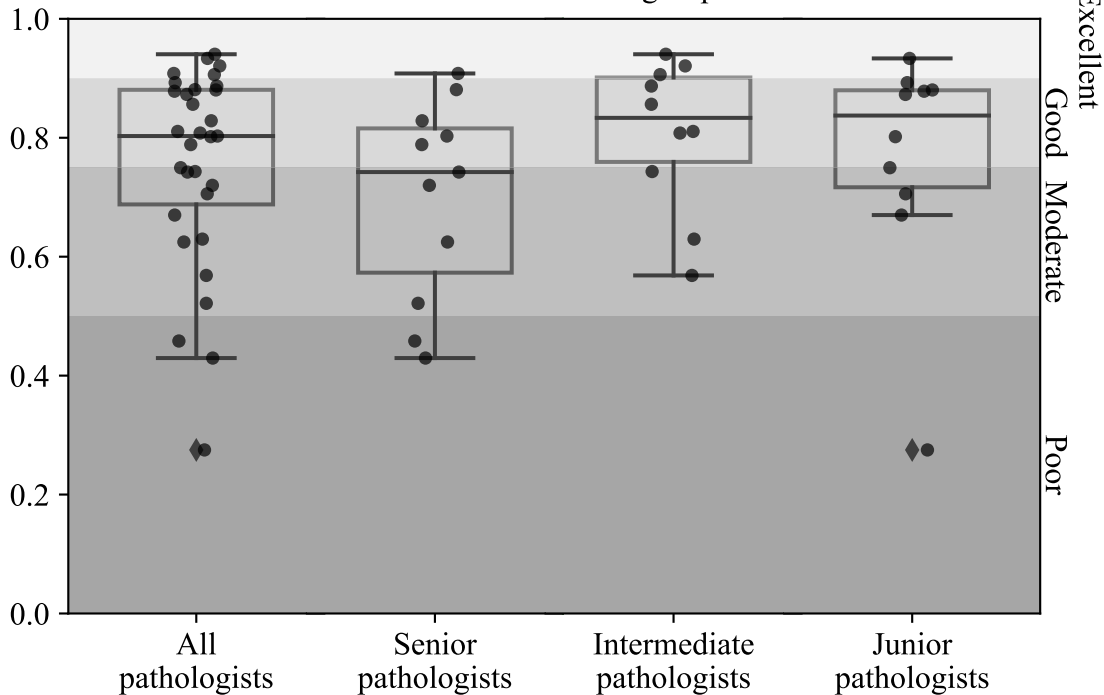 1.0
0.8
0.6
0.4
0.2
0.0
Excellent
Good
Moderate
Poor
All
pathologists
Senior
pathologists
Intermediate
pathologists
Junior
pathologists